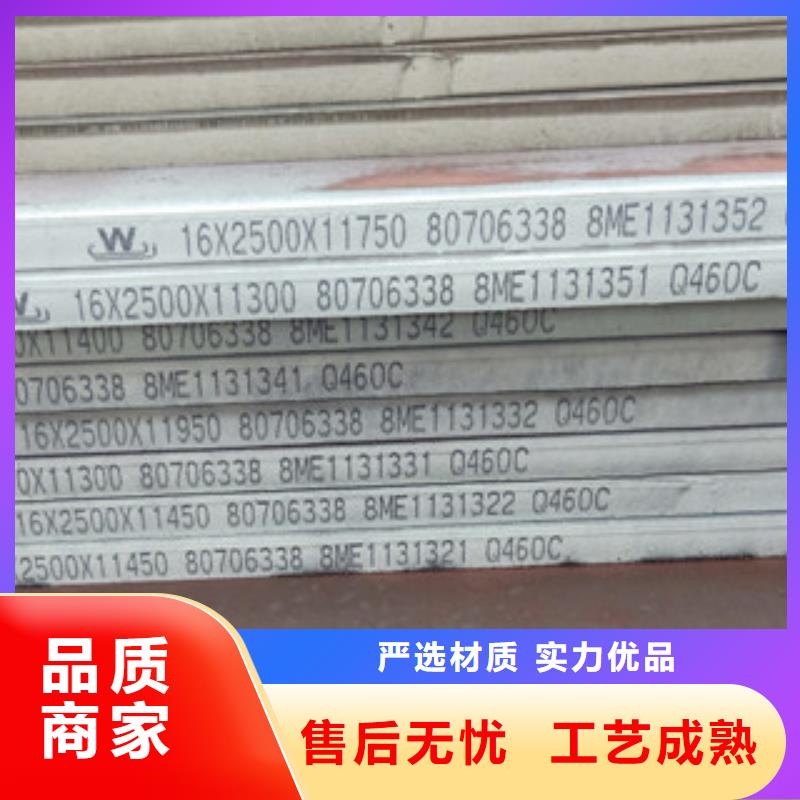 W 16X2500X11750 80706338 8ME1131352
16X2500X11300 80706338 8ME1131351 Q460C
0X11400 80706338 8ME1131342 Q460C
80706338 8ME1131341 Q460C
16X2500X11950 80706338 8ME1131332 Q460C
0X11300 80706338 8ME1131331 Q460C
16X2500X11450 80706338 8ME1131322 Q460C
2500X11450 80706338 8ME1131321 Q460C
严选材质 实力优品
品质
商家
售后无忧 工艺成熟